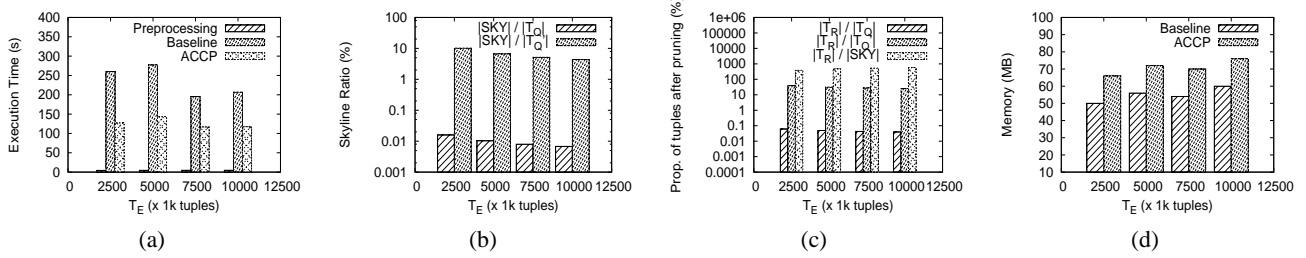 Execution Time (s)
400
350
300
250
200
150
100
50
0
Preprocessing
Baseline
ACCP
0 2500 5000 7500 10000 12500
T_E (x 1k tuples)
(a)
Skyline Ratio (%)
100
10
1
0.1
0.01
0.001
|SKY| / |T_Q|
|SKY| / |T_Q'|
0 2500 5000 7500 10000 12500
T_E (x 1k tuples)
(b)
Prop. of tuples after pruning (%)
1e+06
100000
10000
1000
100
10
1
0.1
0.01
0.001
0.0001
|T_R| / |T_Q|
|T_R| / |T_Q'|
|T_R| / |SKY|
0 2500 5000 7500 10000 12500
T_E (x 1k tuples)
(c)
Memory (MB)
100
90
80
70
60
50
40
30
20
10
Baseline
ACCP
0 2500 5000 7500 10000 12500
T_E (x 1k tuples)
(d)